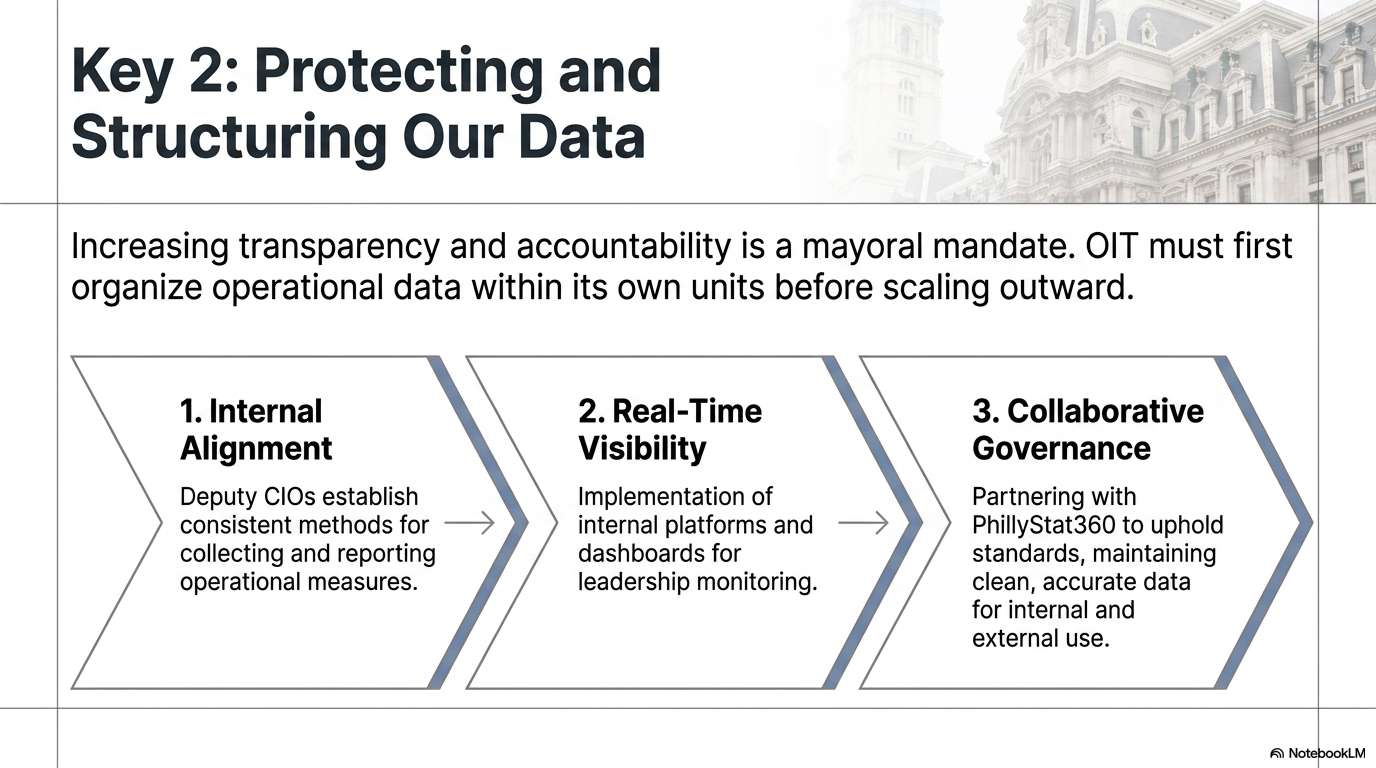 Key 2: Protecting and
Structuring Our Data
Increasing transparency and accountability is a mayoral mandate. OIT must first
organize operational data within its own units before scaling outward.
1. Internal
Alignment
Deputy CIOs establish
consistent methods for
collecting and reporting
operational measures.
2. Real-Time
Visibility
Implementation of
internal platforms and
dashboards for
leadership monitoring.
3. Collaborative
Governance
Partnering with
PhillyStat360 to uphold
standards, maintaining
clean, accurate data
for internal and
external use.
NotebookLM